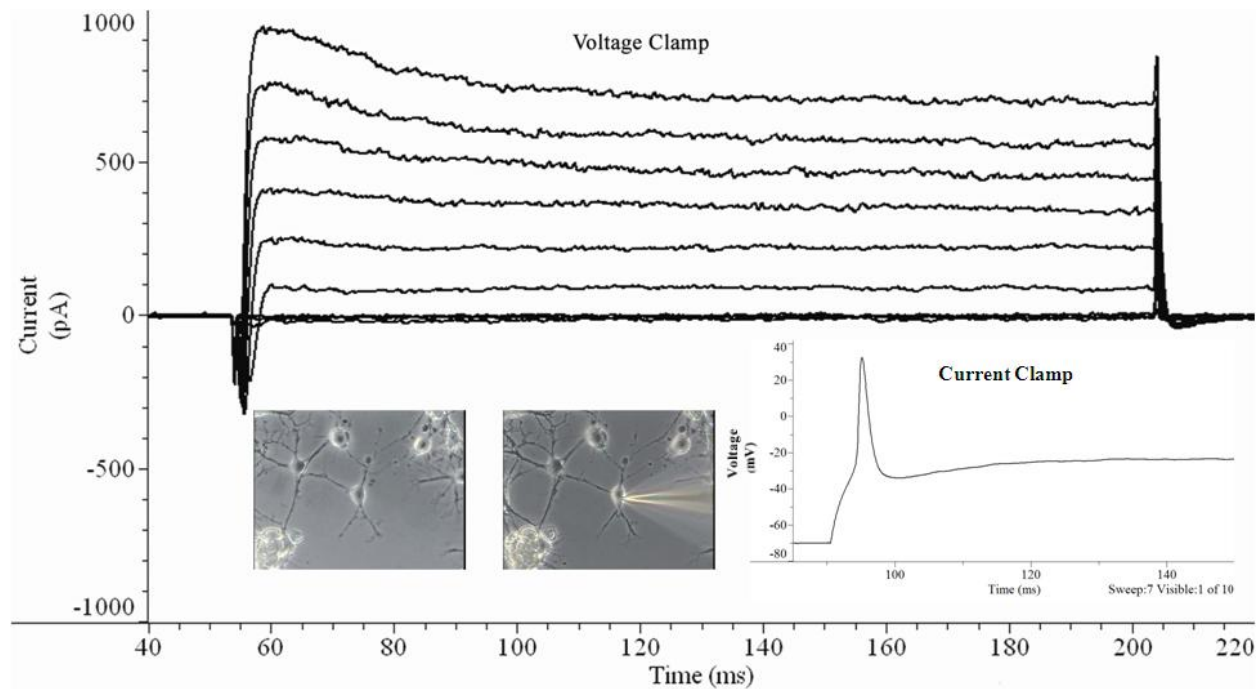 Voltage Clamp
1000
500
0
-500
-1000
Current
(pA)
40 60 80 100 120 140 160 180 200 220
Time (ms)
Current Clamp
40
20
0
-20
-40
-60
-80
Voltage
(mV)
100 120 140
Time (ms)
Sweep:7 Visible:1 of 10